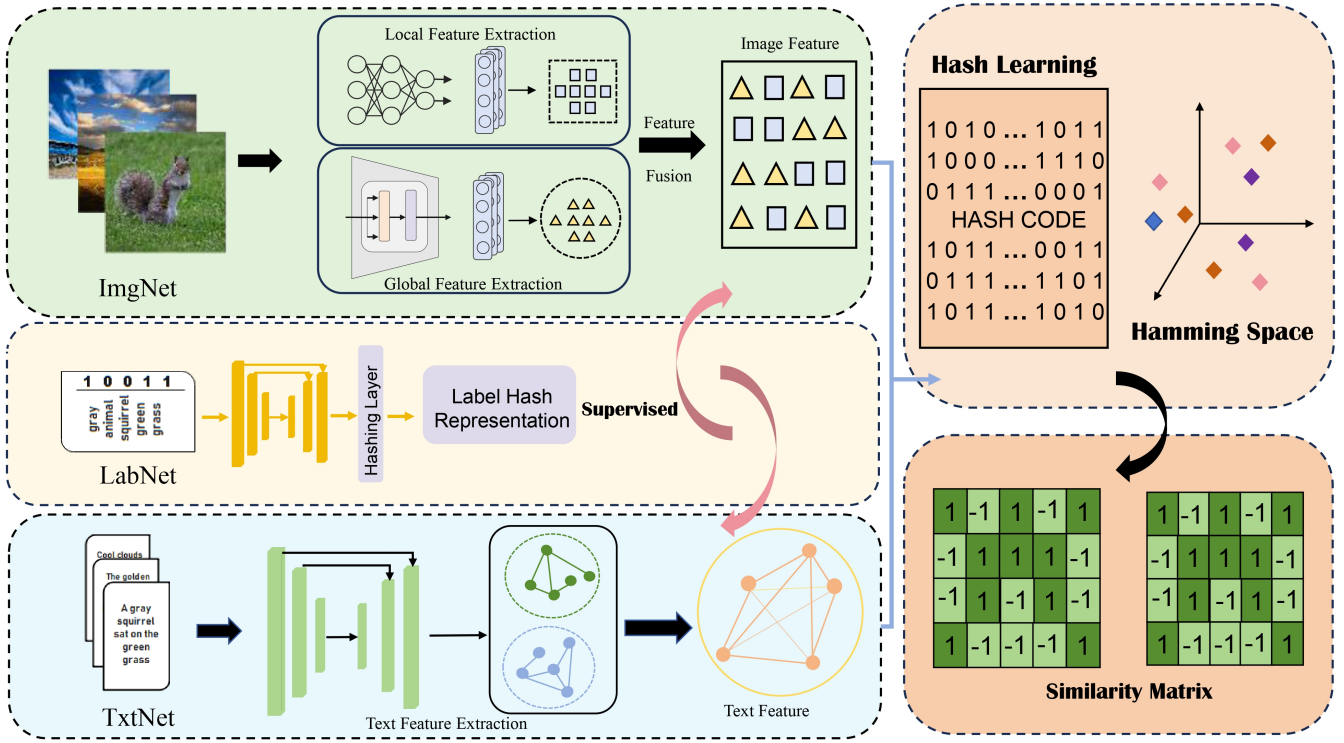 Local Feature Extraction
Global Feature Extraction
ImgNet
Feature
Fusion
Image Feature
1 0 0 1 1
gray
animal
squirrel
green
grass
LabNet
Hashing Layer
Label Hash
Representation
Supervised
Cool clouds
The golden
A gray
squirrel
sat on the
green
grass
TxtNet
Text Feature Extraction
Text Feature
Hash Learning
1 0 1 0 ... 1 0 1 1
1 0 0 0 ... 1 1 1 0
0 1 1 1 ... 0 0 0 1
HASH CODE
1 0 1 1 ... 0 0 1 1
0 1 1 1 ... 1 1 0 1
1 0 1 1 ... 1 0 1 0
Hamming Space
1 -1 1 -1 1
-1 1 1 1 -1
-1 1 -1 1 -1
1 -1 -1 -1 1
1 -1 1 -1 1
-1 1 1 1 -1
-1 1 -1 1 -1
1 -1 -1 -1 1
Similarity Matrix